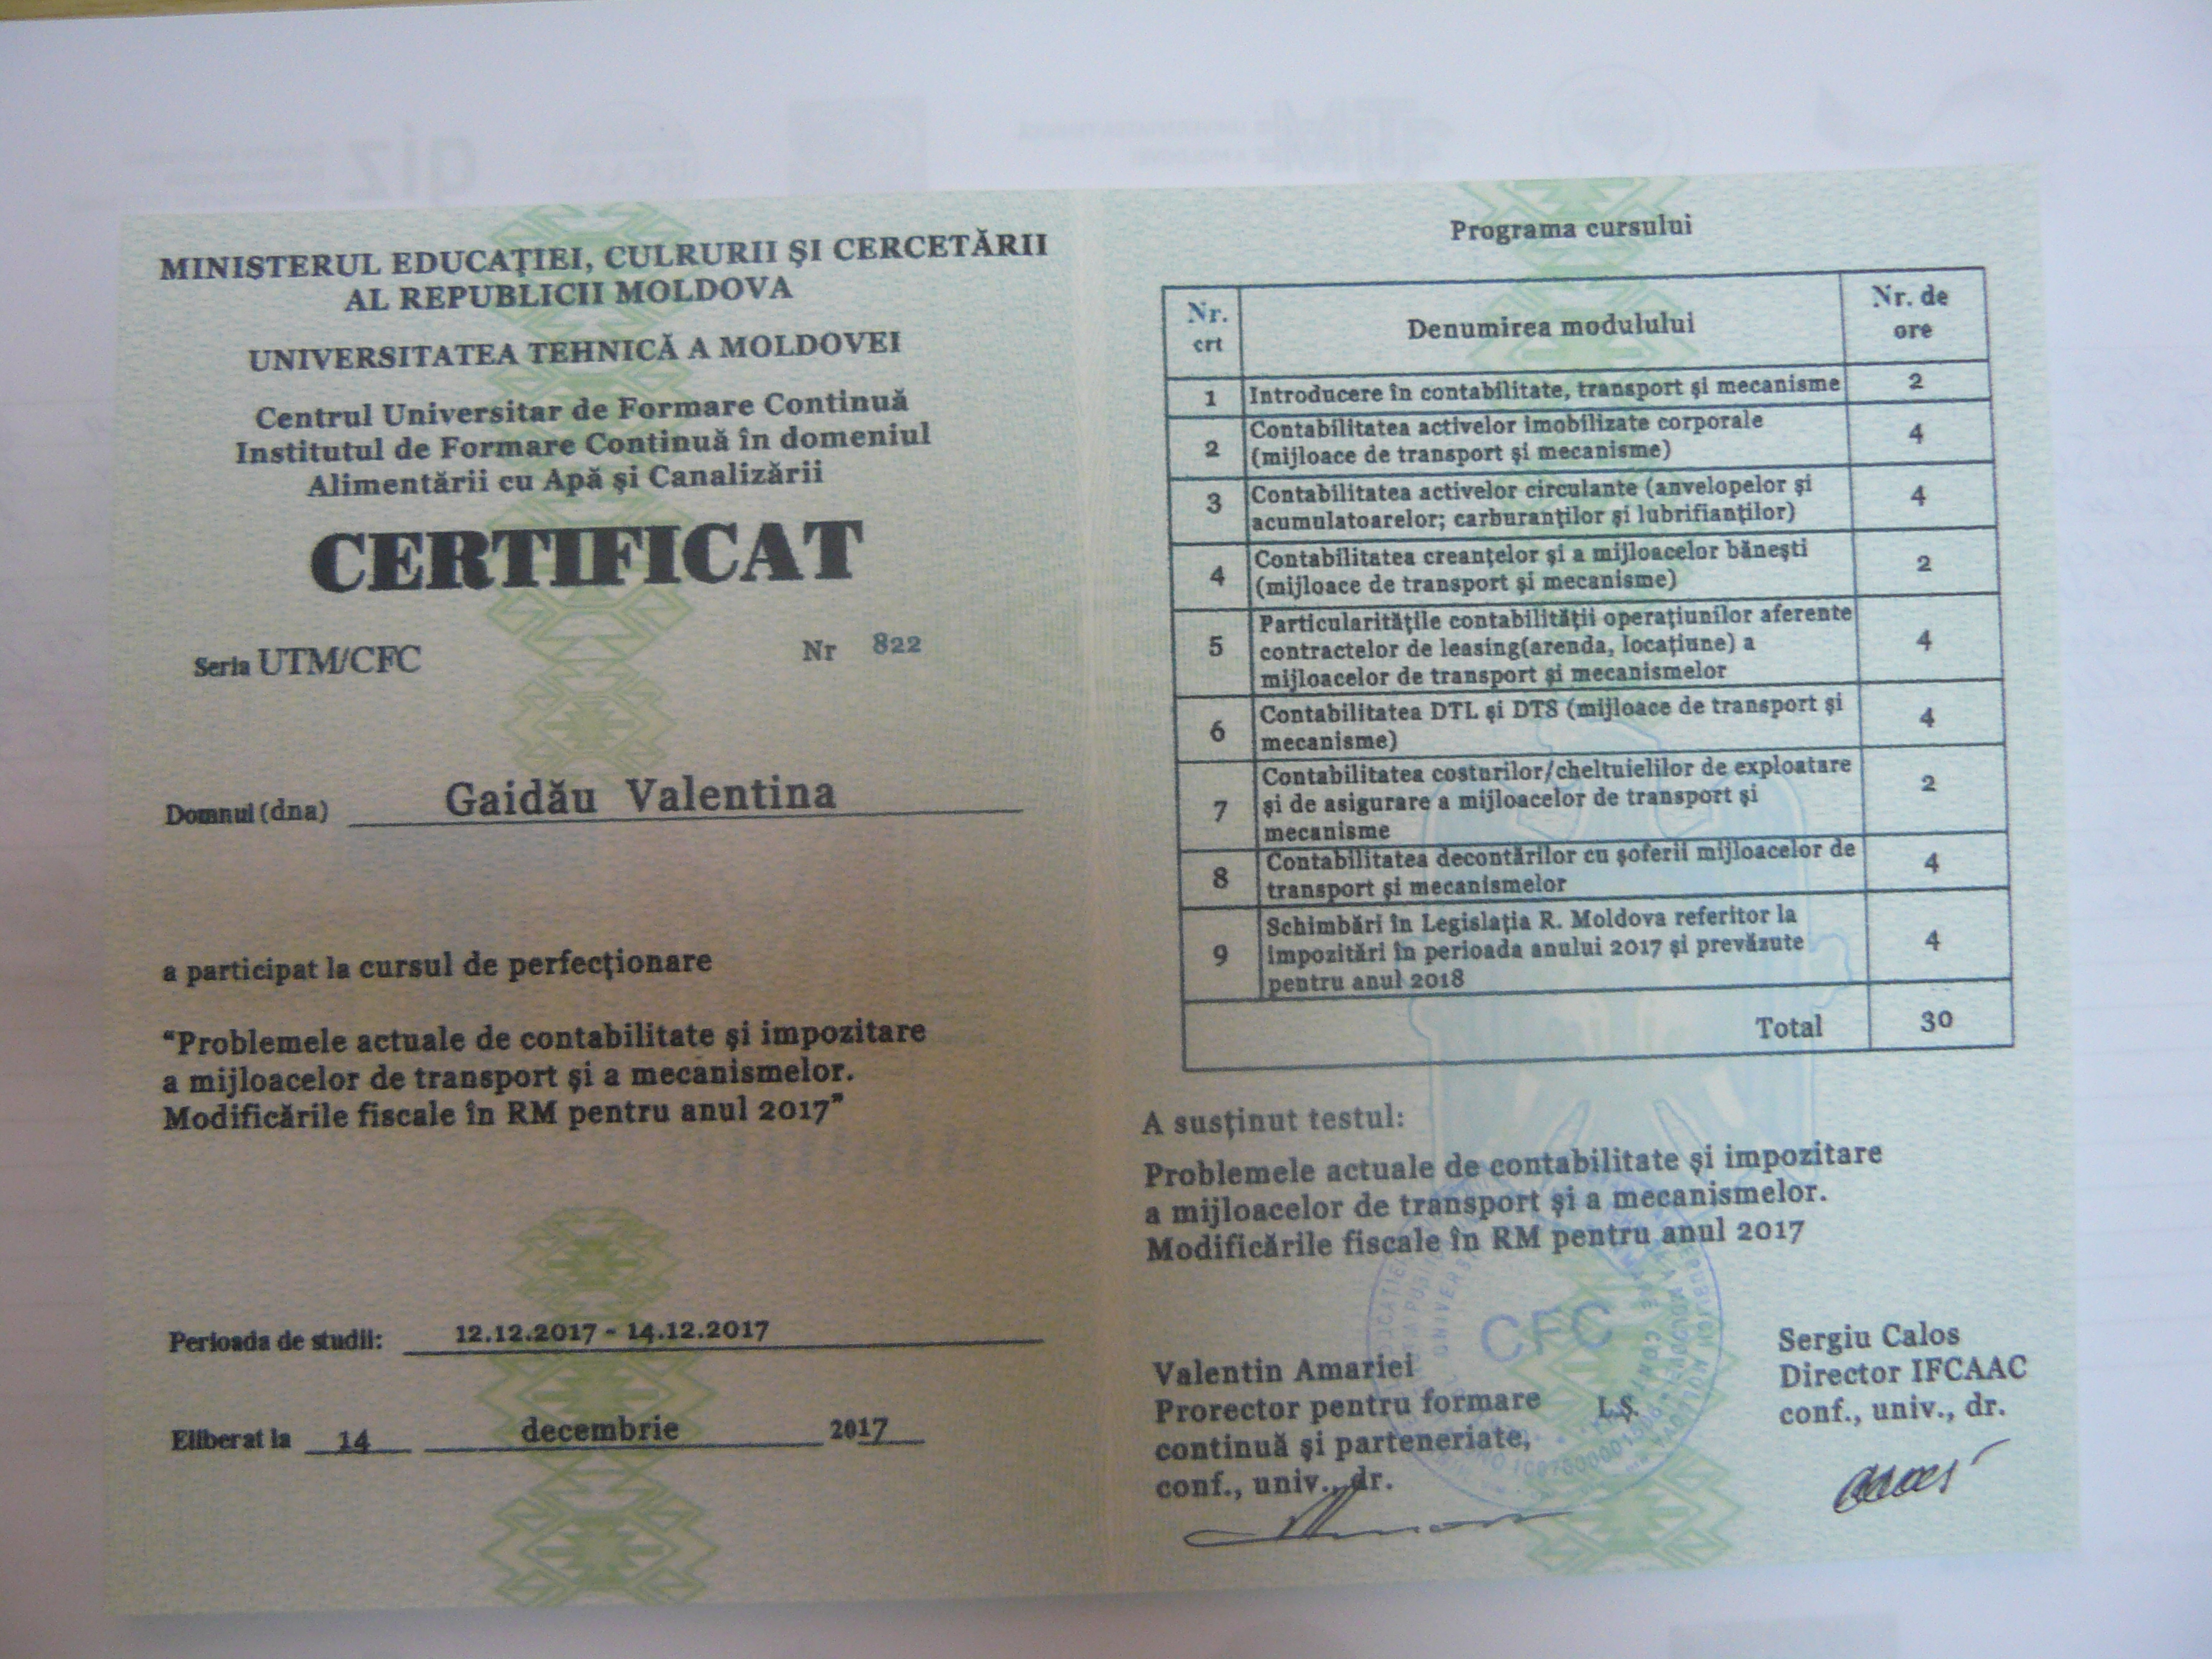 giz
MINISTERUL EDUCAŢIEI, CULRURII ŞI CERCETĂRII
AL REPUBLICII MOLDOVA
UNIVERSITATEA TEHNICĂ A MOLDOVEI
Centrul Universitar de Formare Continuă
Institutul de Formare Continuă în domeniul
Alimentării cu Apă şi Canalizării
CERTIFICAT
Seria UTM/CFC Nr 822
Domnul (dna) Gaidău Valentina
a participat la cursul de perfecţionare
“Problemele actuale de contabilitate şi impozitare
a mijloacelor de transport şi a mecanismelor.
Modificările fiscale în RM pentru anul 2017”
Perioada de studii: 12.12.2017 - 14.12.2017
Eliberat la 14 decembrie 2017
Programa cursului
Nr. crt Denumirea modulului Nr. de ore
1 Introducere în contabilitate, transport şi mecanisme 2
2 Contabilitatea activelor imobilizate corporale
(mijloace de transport şi mecanisme) 4
3 Contabilitatea activelor circulante (anvelopelor şi
acumulatoarelor; carburanţilor şi lubrifianţilor) 4
4 Contabilitatea creanţelor şi a mijloacelor băneşti
(mijloace de transport şi mecanisme) 2
5 Particularităţile contabilităţii operaţiunilor aferente
contractelor de leasing(arenda, locaţiune) a
mijloacelor de transport şi mecanismelor 4
6 Contabilitatea DTL şi DTS (mijloace de transport şi
mecanisme) 4
7 Contabilitatea costurilor/cheltuielilor de exploatare
şi de asigurare a mijloacelor de transport şi
mecanisme 2
8 Contabilitatea decontărilor cu şoferii mijloacelor de
transport şi mecanismelor 4
9 Schimbări în Legislaţia R. Moldova referitor la
impozitări în perioada anului 2017 şi prevăzute
pentru anul 2018 4
Total 30
A susţinut testul:
Problemele actuale de contabilitate şi impozitare
a mijloacelor de transport şi a mecanismelor.
Modificările fiscale în RM pentru anul 2017
Valentin Amariei
Prorector pentru formare
continuă şi parteneriate,
conf., univ., dr.
CFC
L.Ş.
Sergiu Calos
Director IFCAAC
conf., univ., dr.